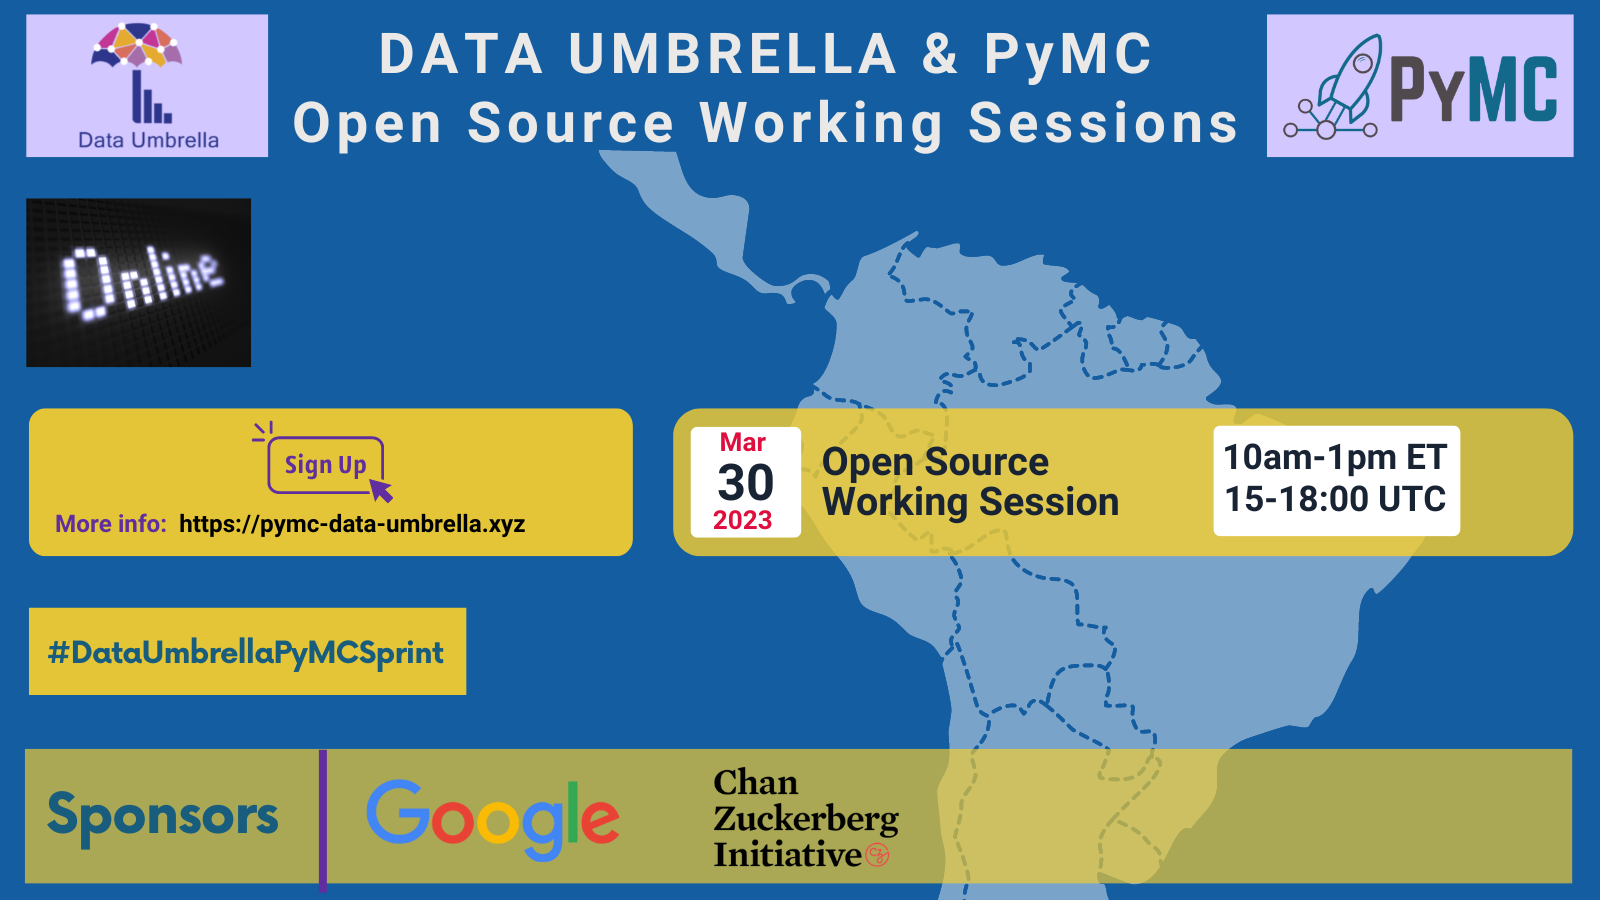 Data Umbrella
DATA UMBRELLA & PyMC
Open Source Working Sessions
PyMC
Online
Sign Up
More info: https://pymc-data-umbrella.xyz
Mar
30
2023
Open Source
Working Session
10am-1pm ET
15-18:00 UTC
#DataUmbrellaPyMCSprint
Sponsors
Google
Chan
Zuckerberg
Initiative
CZI